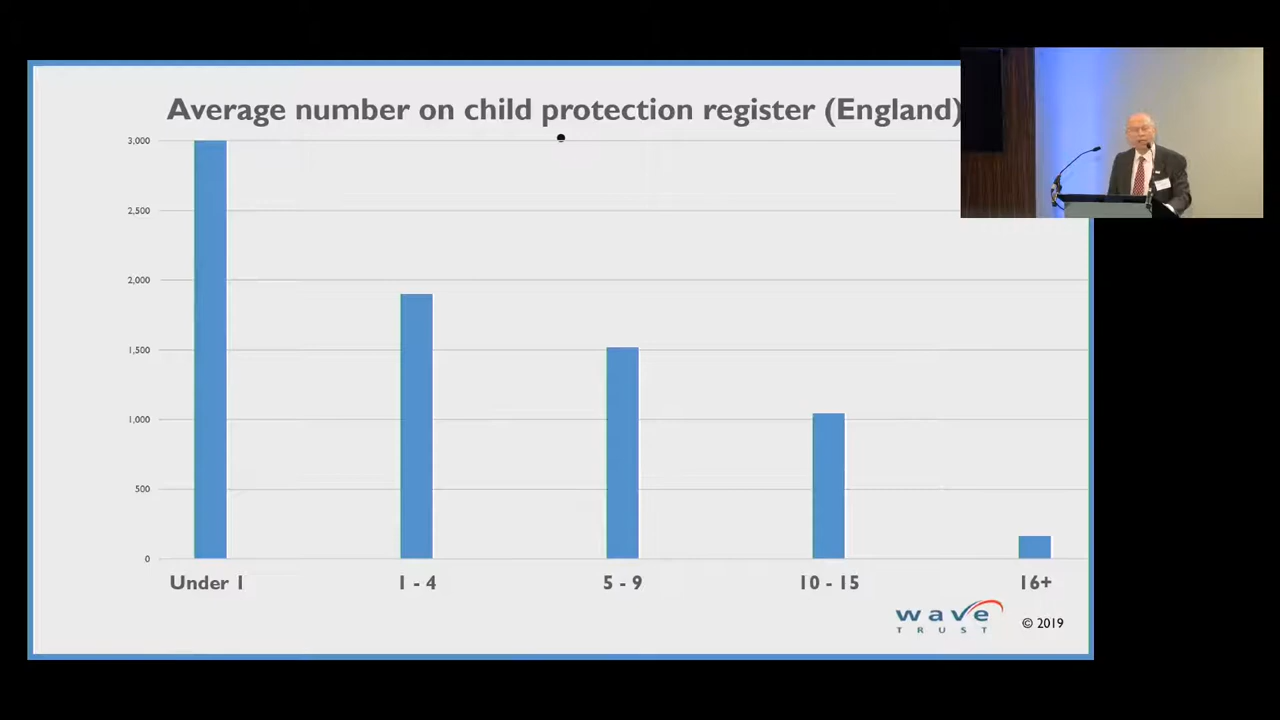 Average number on child protection register (England)
3,000
2,500
2,000
1,500
1,000
500
0
Under 1
1 - 4
5 - 9
10 - 15
16+
wave
TRUST
© 2019